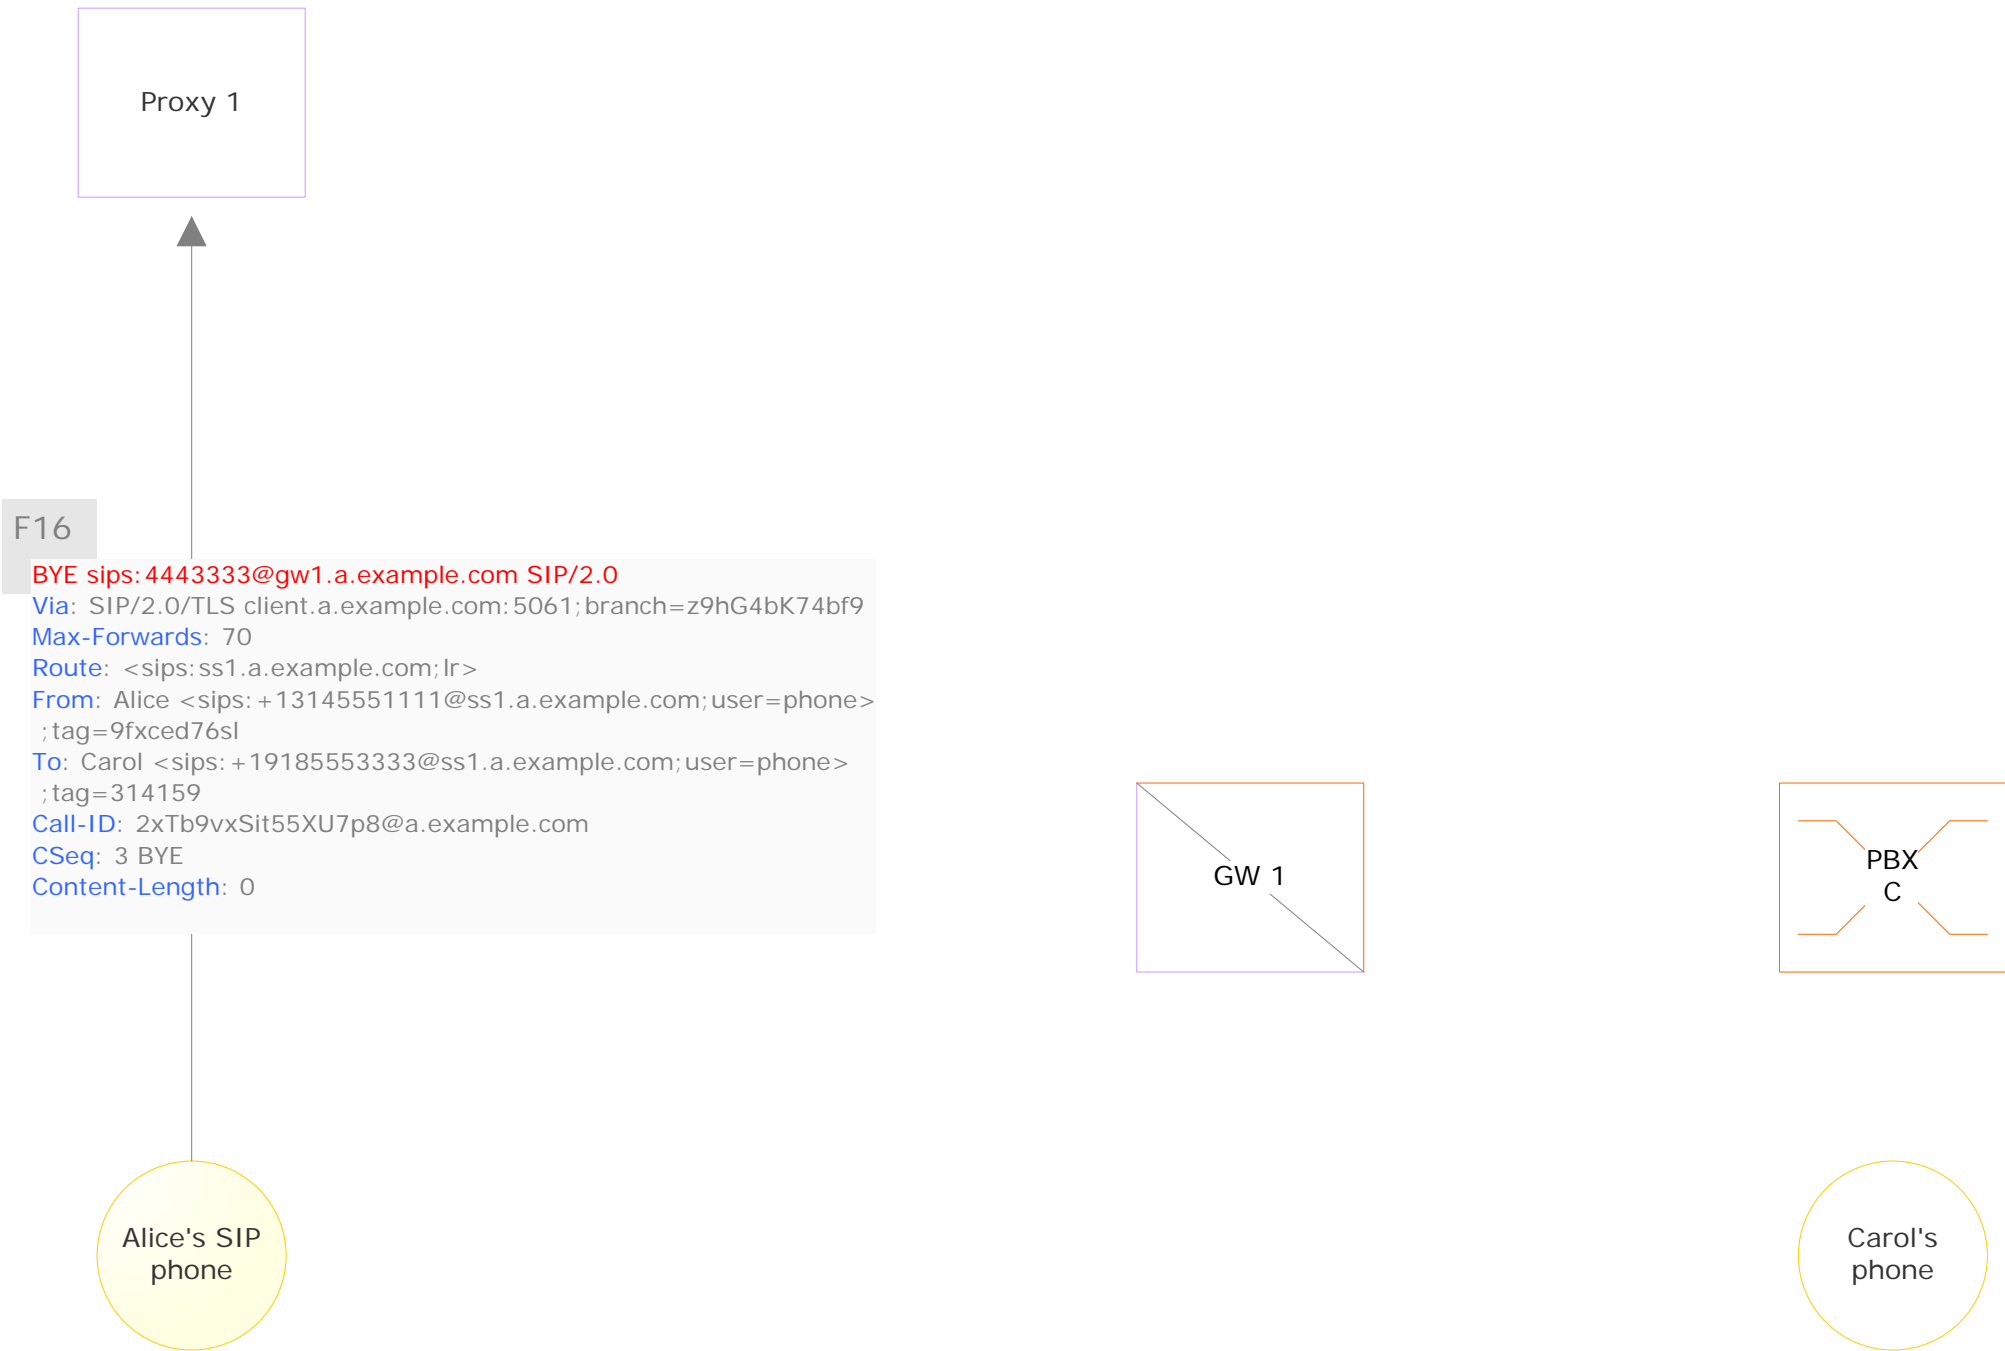 Proxy 1
F16
BYE sips:4443333@gw1.a.example.com SIP/2.0
Via: SIP/2.0/TLS client.a.example.com:5061;branch=z9hG4bK74bf9
Max-Forwards: 70
Route: <sips:ss1.a.example.com;lr>
From: Alice <sips:+13145551111@ss1.a.example.com;user=phone>
;tag=9fxced76sl
To: Carol <sips:+19185553333@ss1.a.example.com;user=phone>
;tag=314159
Call-ID: 2xTb9vxSit55XU7p8@a.example.com
CSeq: 3 BYE
Content-Length: 0
GW 1
PBX
C
Alice's SIP
phone
Carol's
phone